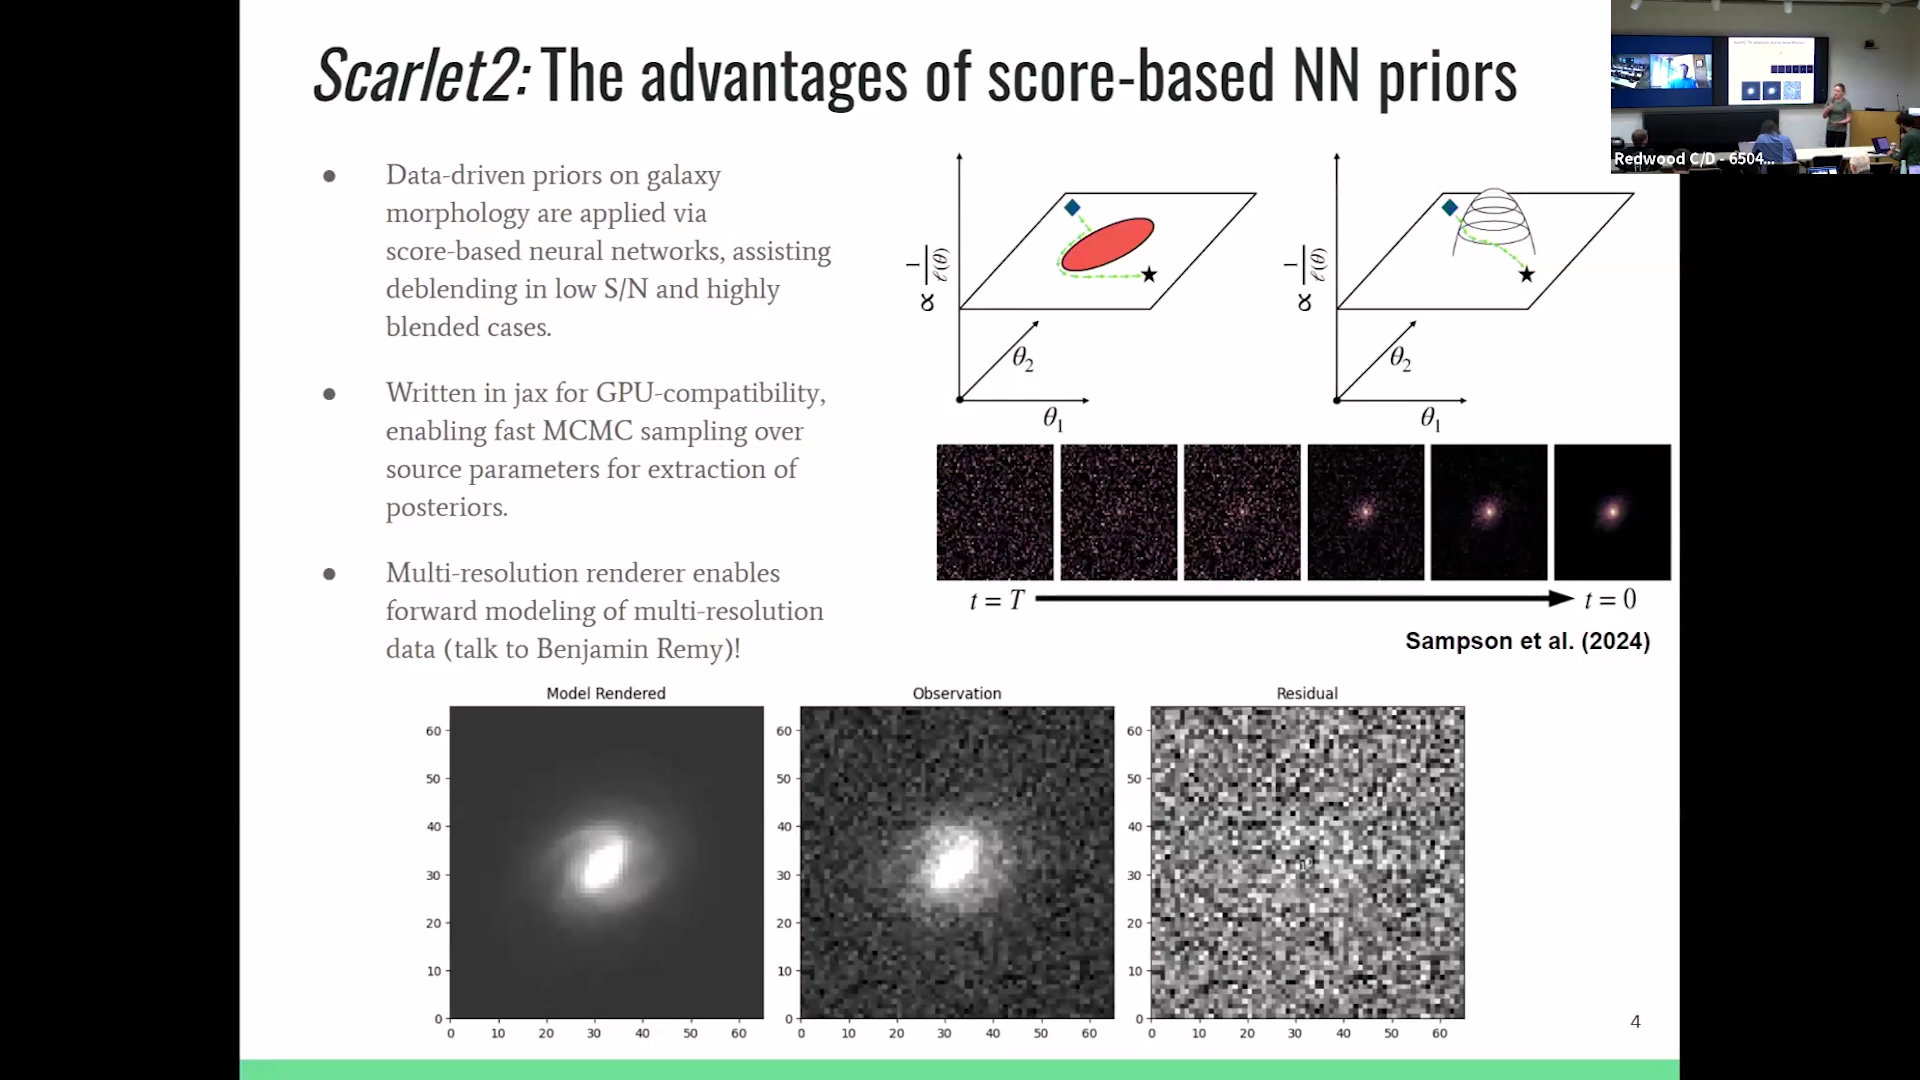 Scarlet2: The advantages of score-based NN priors
Redwood C/D - 6504...
● Data-driven priors on galaxy
morphology are applied via
score-based neural networks, assisting
deblending in low S/N and highly
blended cases.
● Written in jax for GPU-compatibility,
enabling fast MCMC sampling over
source parameters for extraction of
posteriors.
● Multi-resolution renderer enables
forward modeling of multi-resolution
data (talk to Benjamin Remy)!
∝ 1/ℓ(θ)
θ2
θ1
∝ 1/ℓ(θ)
θ2
θ1
t = T
t = 0
Sampson et al. (2024)
Model Rendered
60
50
40
30
20
10
0
0 10 20 30 40 50 60
Observation
60
50
40
30
20
10
0
0 10 20 30 40 50 60
Residual
60
50
40
30
20
10
0
0 10 20 30 40 50 60
4